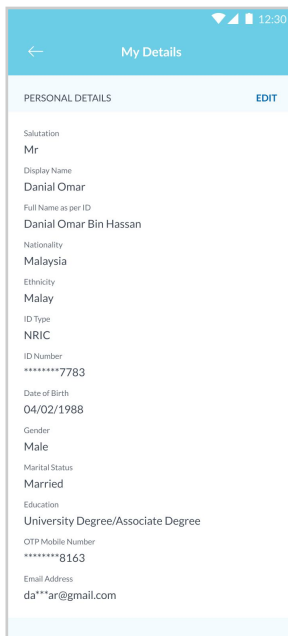 12:30
My Details
PERSONAL DETAILS EDIT
Salutation
Mr
Display Name
Danial Omar
Full Name as per ID
Danial Omar Bin Hassan
Nationality
Malaysia
Ethnicity
Malay
ID Type
NRIC
ID Number
********7783
Date of Birth
04/02/1988
Gender
Male
Marital Status
Married
Education
University Degree/Associate Degree
OTP Mobile Number
********8163
Email Address
da***ar@gmail.com